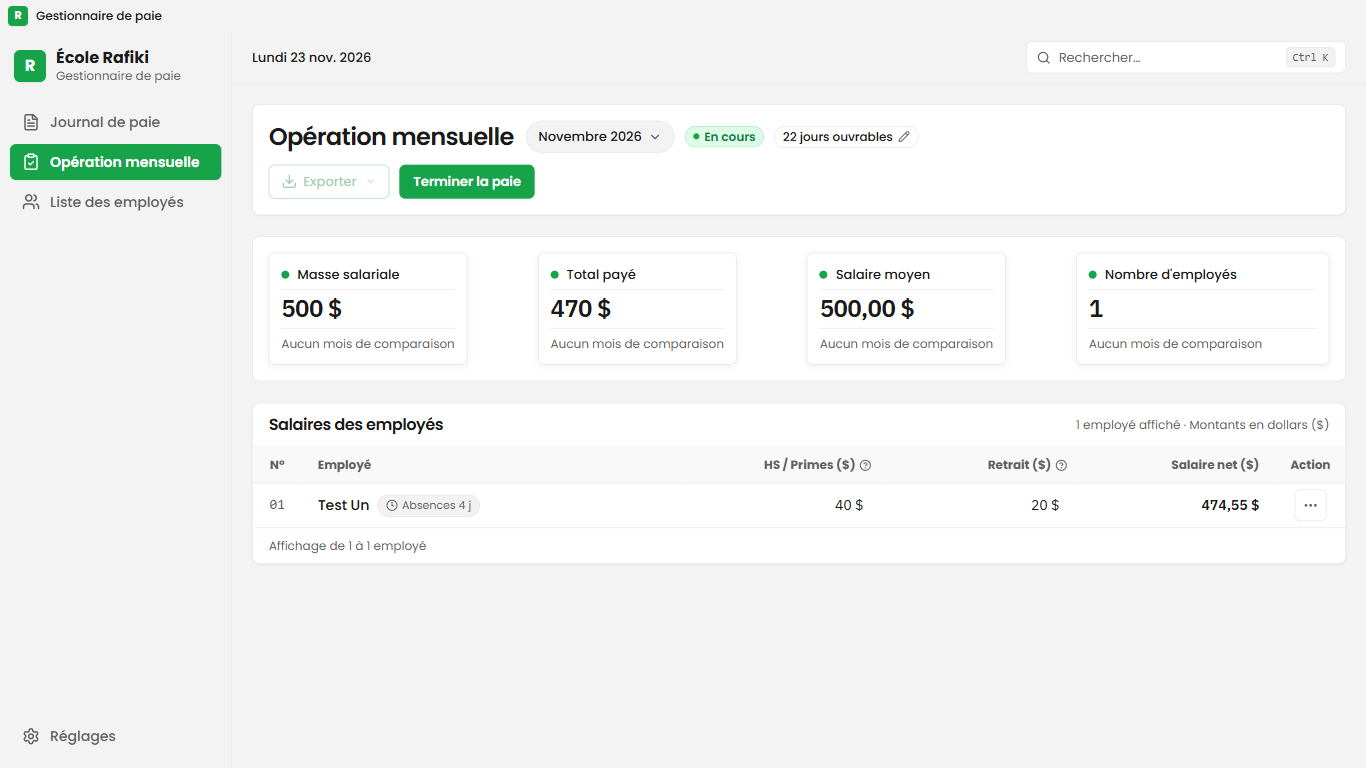 R Gestionnaire de paie
R École Rafiki
Gestionnaire de paie
Journal de paie
Opération mensuelle
Liste des employés
Réglages
Lundi 23 nov. 2026
Rechercher... Ctrl K
Opération mensuelle Novembre 2026 En cours 22 jours ouvrables
Exporter Terminer la paie
Masse salariale
500 $
Aucun mois de comparaison
Total payé
470 $
Aucun mois de comparaison
Salaire moyen
500,00 $
Aucun mois de comparaison
Nombre d'employés
1
Aucun mois de comparaison
Salaires des employés 1 employé affiché · Montants en dollars ($)
N° Employé HS / Primes ($) Retrait ($) Salaire net ($) Action
01 Test Un Absences 4 j 40 $ 20 $ 474,55 $
Affichage de 1 à 1 employé